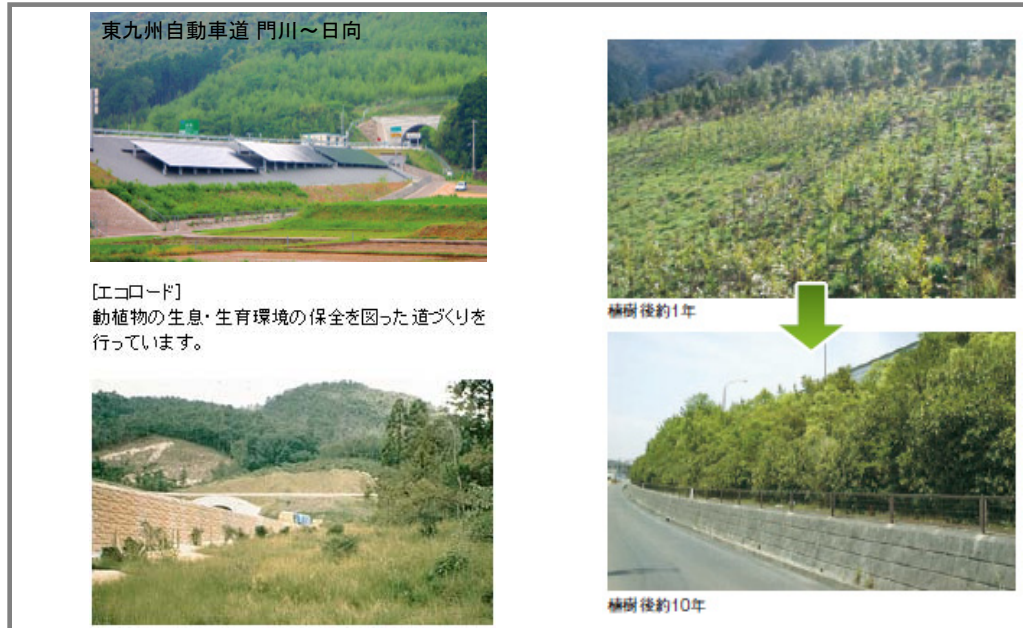 東九州自動車道 門川～日向
[エコロード]
動植物の生息・生育環境の保全を図った道づくりを
行っています。
植樹後約1年
植樹後約10年